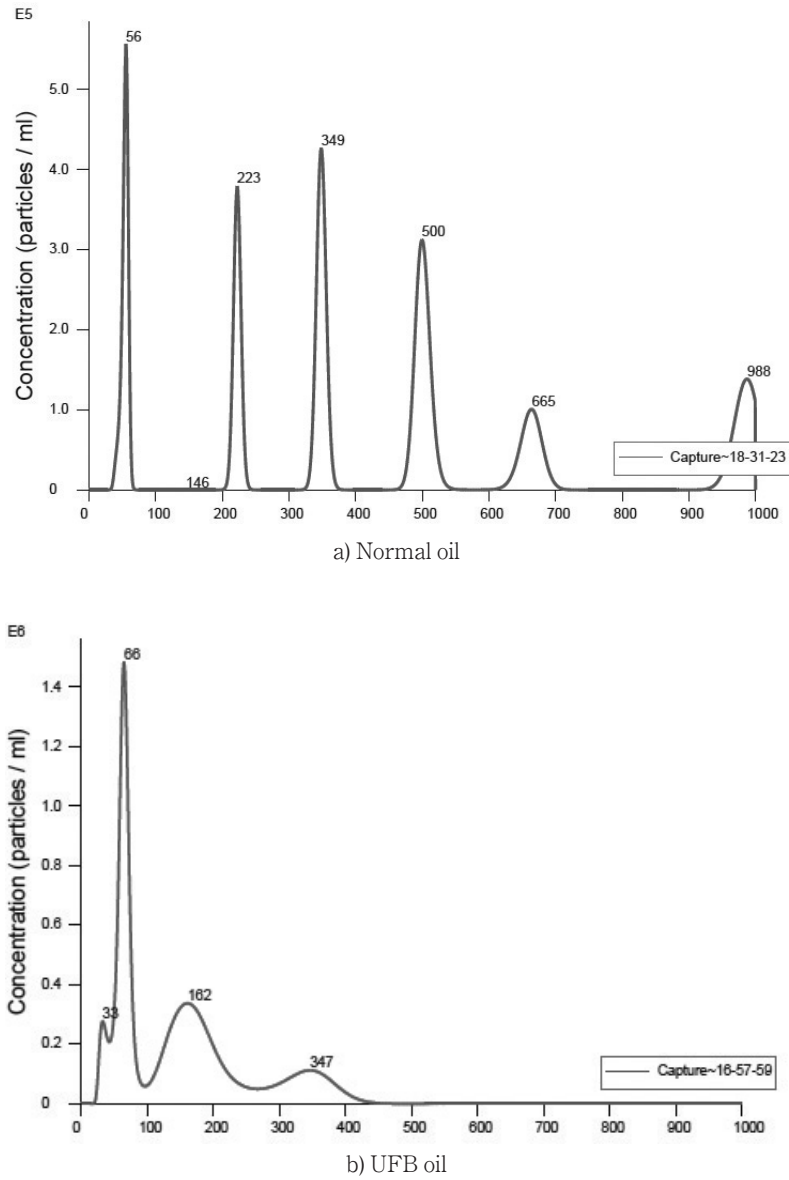 E5
Concentration (particles / ml)
5.0
4.0
3.0
2.0
1.0
0
56
146
223
349
500
665
988
Capture~18-31-23
0 100 200 300 400 500 600 700 800 900 1000
a) Normal oil
E6
Concentration (particles / ml)
1.4
1.2
1.0
0.8
0.6
0.4
0.2
0
33
66
162
347
Capture~16-57-59
0 100 200 300 400 500 600 700 800 900 1000
b) UFB oil